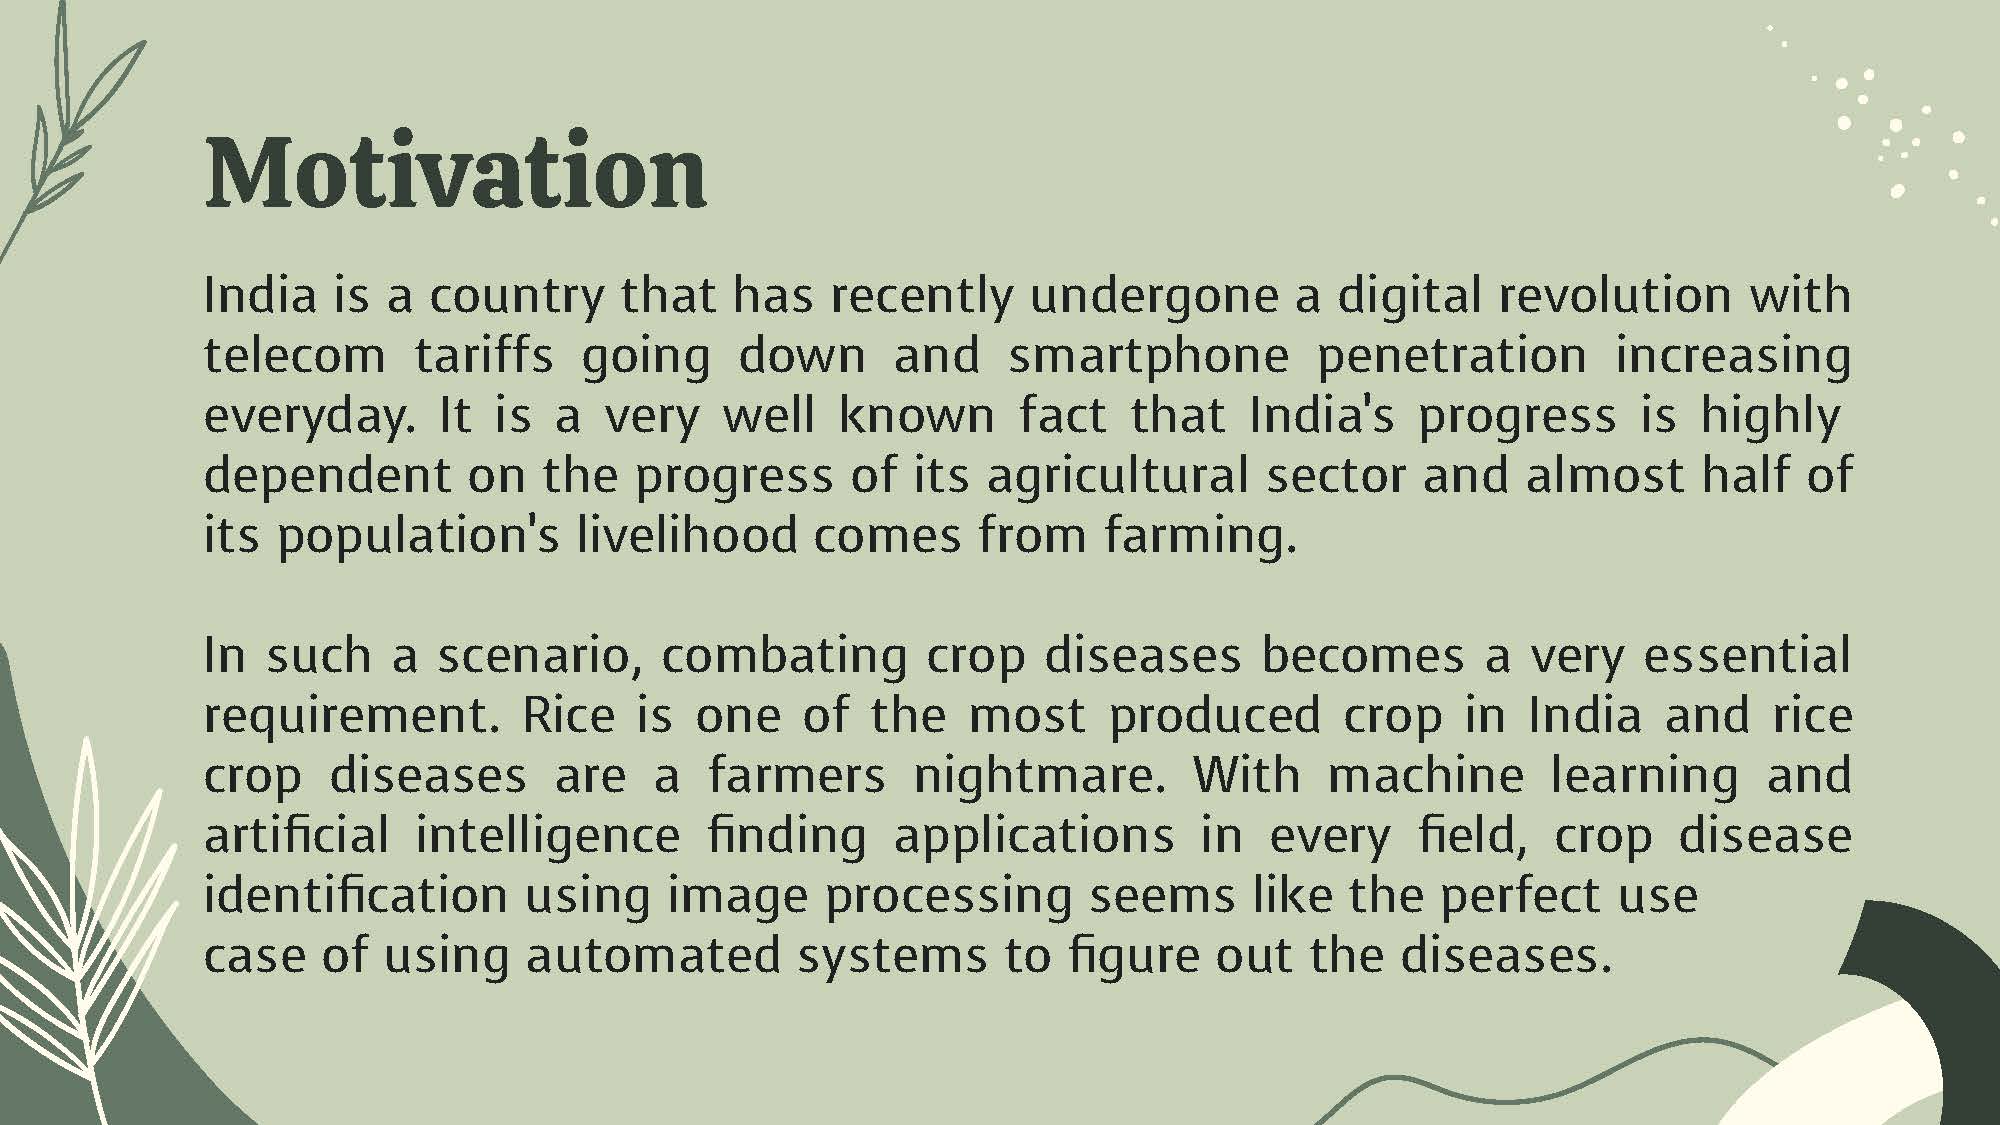 Motivation
India is a country that has recently undergone a digital revolution with
telecom tariffs going down and smartphone penetration increasing
everyday. It is a very well known fact that India's progress is highly
dependent on the progress of its agricultural sector and almost half of
its population's livelihood comes from farming.
In such a scenario, combating crop diseases becomes a very essential
requirement. Rice is one of the most produced crop in India and rice
crop diseases are a farmers nightmare. With machine learning and
artificial intelligence finding applications in every field, crop disease
identification using image processing seems like the perfect use
case of using automated systems to figure out the diseases.